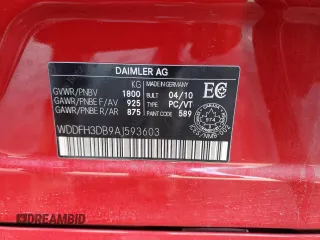 DAIMLER AG
KG MADE IN GERMANY
GVWR/PNBV 1800 BUILT 04/10
GAWR/PNBE F/AV 925 TYPE PC/VT
GAWR/PNBE R/AR 875 PAINT CODE 589
EC
WDDFH3DB9AJ593603
DREAMBID